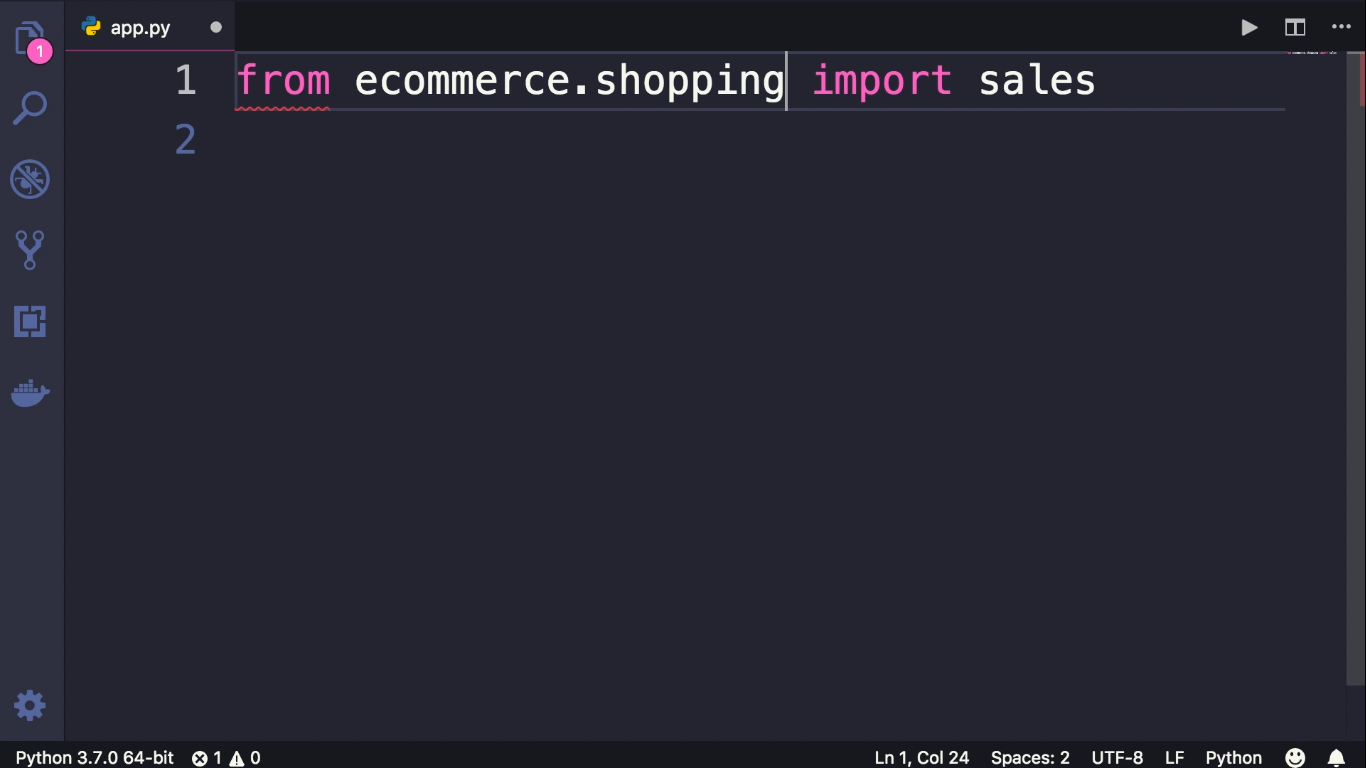 1
app.py
1 from ecommerce.shopping import sales
2
Python 3.7.0 64-bit 1 0 Ln 1, Col 24 Spaces: 2 UTF-8 LF Python